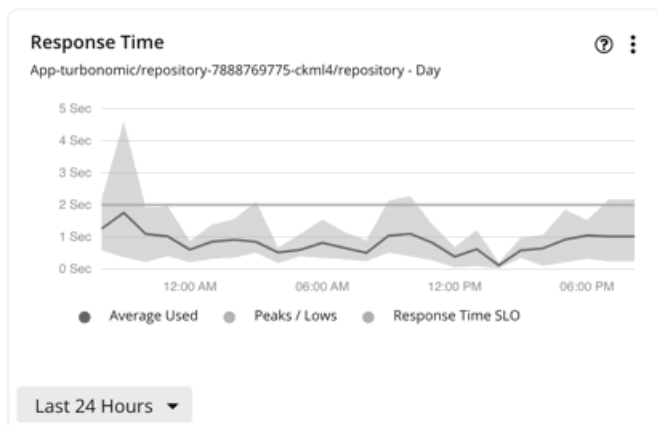 Response Time
App-turbonomic/repository-7888769775-ckml4/repository - Day
5 Sec
4 Sec
3 Sec
2 Sec
1 Sec
0 Sec
12:00 AM 06:00 AM 12:00 PM 06:00 PM
Average Used Peaks / Lows Response Time SLO
Last 24 Hours